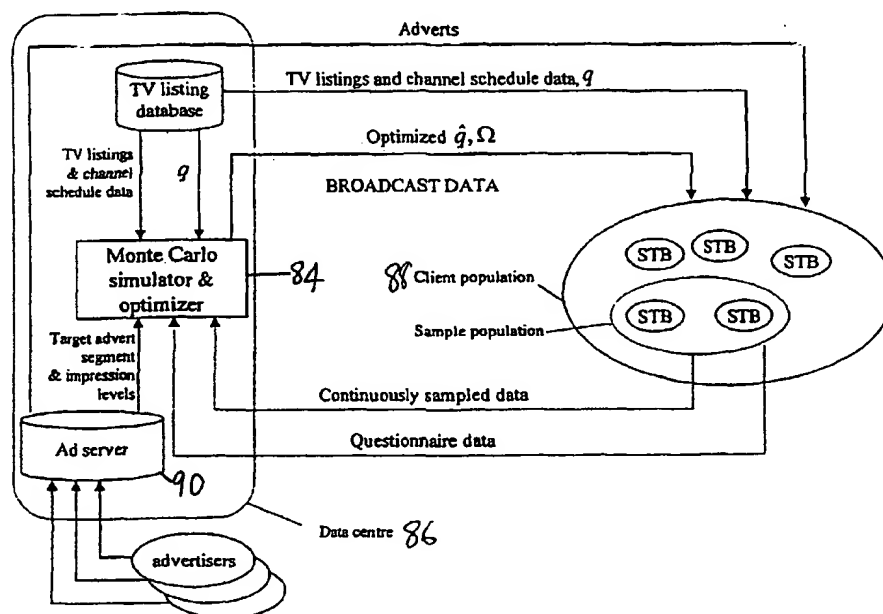 Adverts
TV listing
database
TV listings and channel schedule data, q
Optimized q̂, Ω
TV listings
& channel
schedule data
q
BROADCAST DATA
Monte Carlo
simulator &
optimizer
84
88 Client population
STB
STB
STB
Sample population
STB
STB
Target advert
segment
& impression
levels
Continuously sampled data
Questionnaire data
Ad server
90
Data centre 86
advertisers